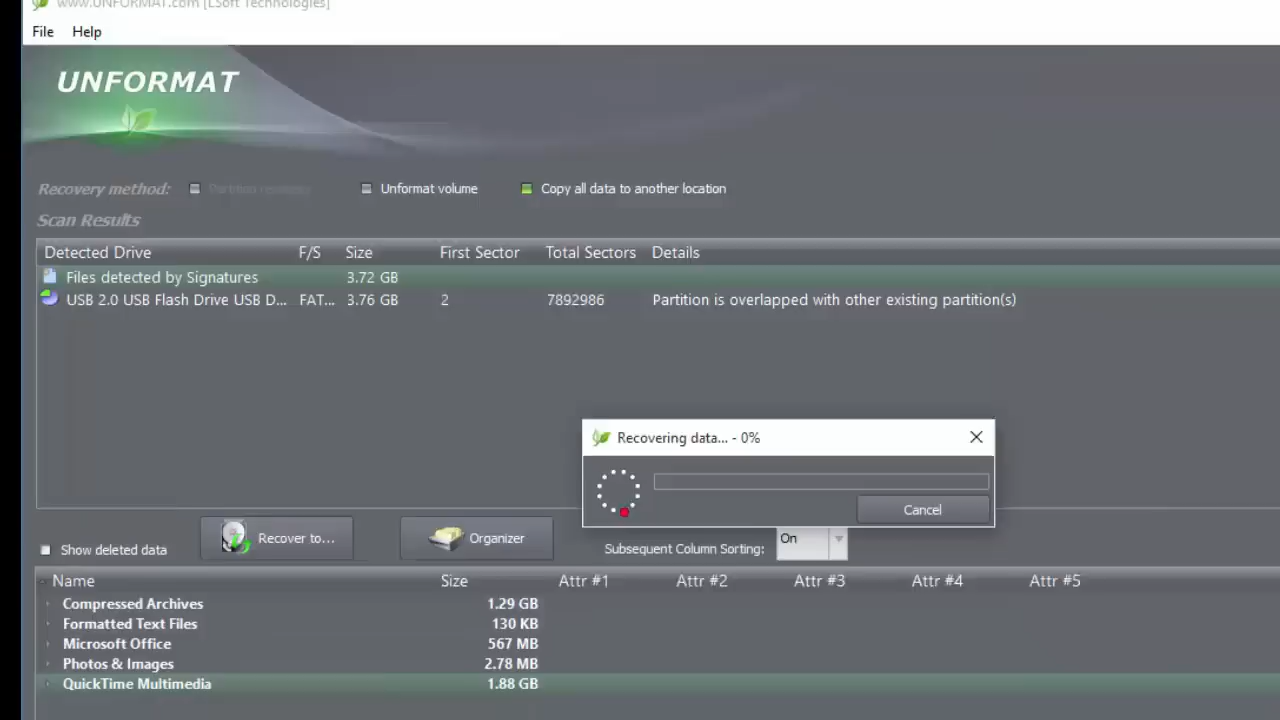 www.UNFORMAT.com [LSoft Technologies]
File Help
UNFORMAT
Recovery method: Partition recovery Unformat volume Copy all data to another location
Scan Results
Detected Drive F/S Size First Sector Total Sectors Details
Files detected by Signatures 3.72 GB
USB 2.0 USB Flash Drive USB D... FAT... 3.76 GB 2 7892986 Partition is overlapped with other existing partition(s)
Recovering data... - 0%
Cancel
Show deleted data Recover to... Organizer Subsequent Column Sorting: On
Name Size Attr #1 Attr #2 Attr #3 Attr #4 Attr #5
Compressed Archives 1.29 GB
Formatted Text Files 130 KB
Microsoft Office 567 MB
Photos & Images 2.78 MB
QuickTime Multimedia 1.88 GB